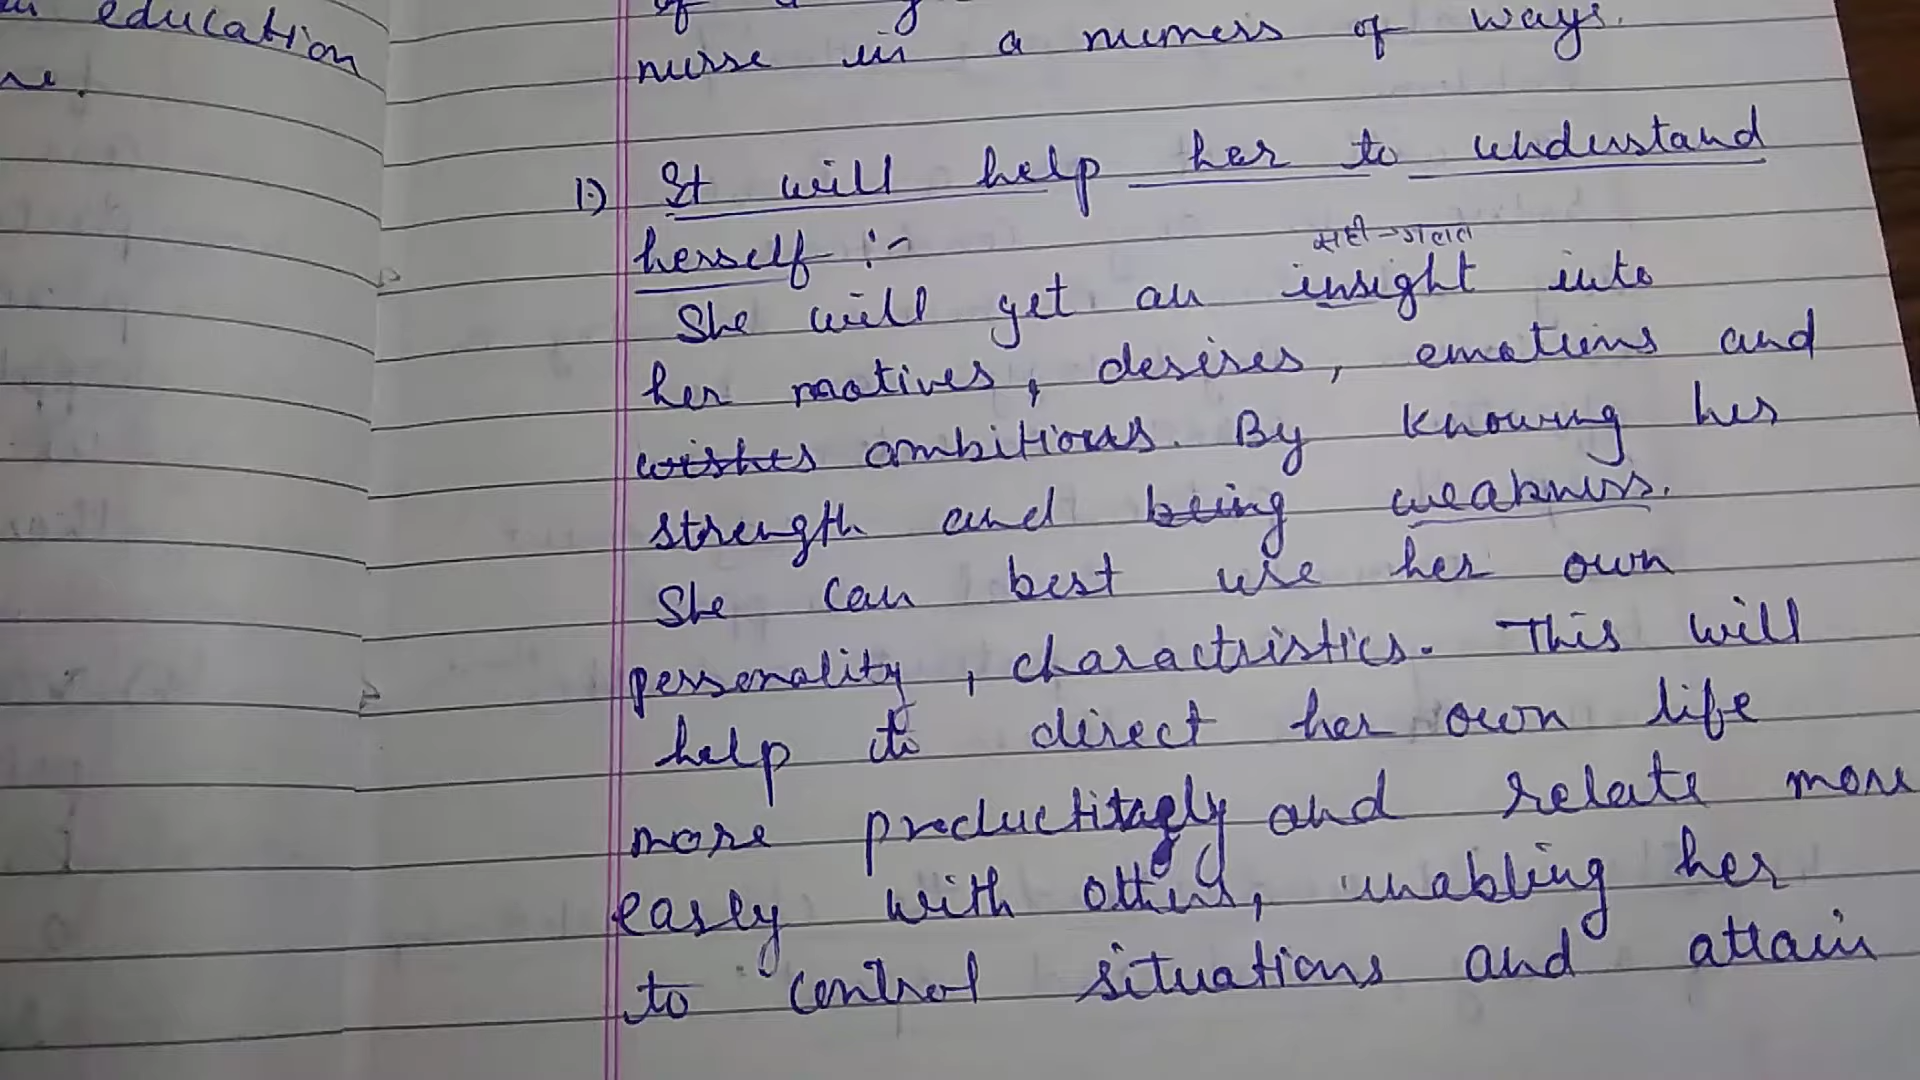 education
nurse in a numers of ways.
1.) It will help her to understand
herself :-
सही-गलत
She will get an insight into
her motives, desires, emotions and
wishes ambitions. By knowing her
strength and being weakness.
She can best use her own
personality, charactristics. This will
help to direct her own life
more and relate more
easly with others, unabling her
to control situations and attain